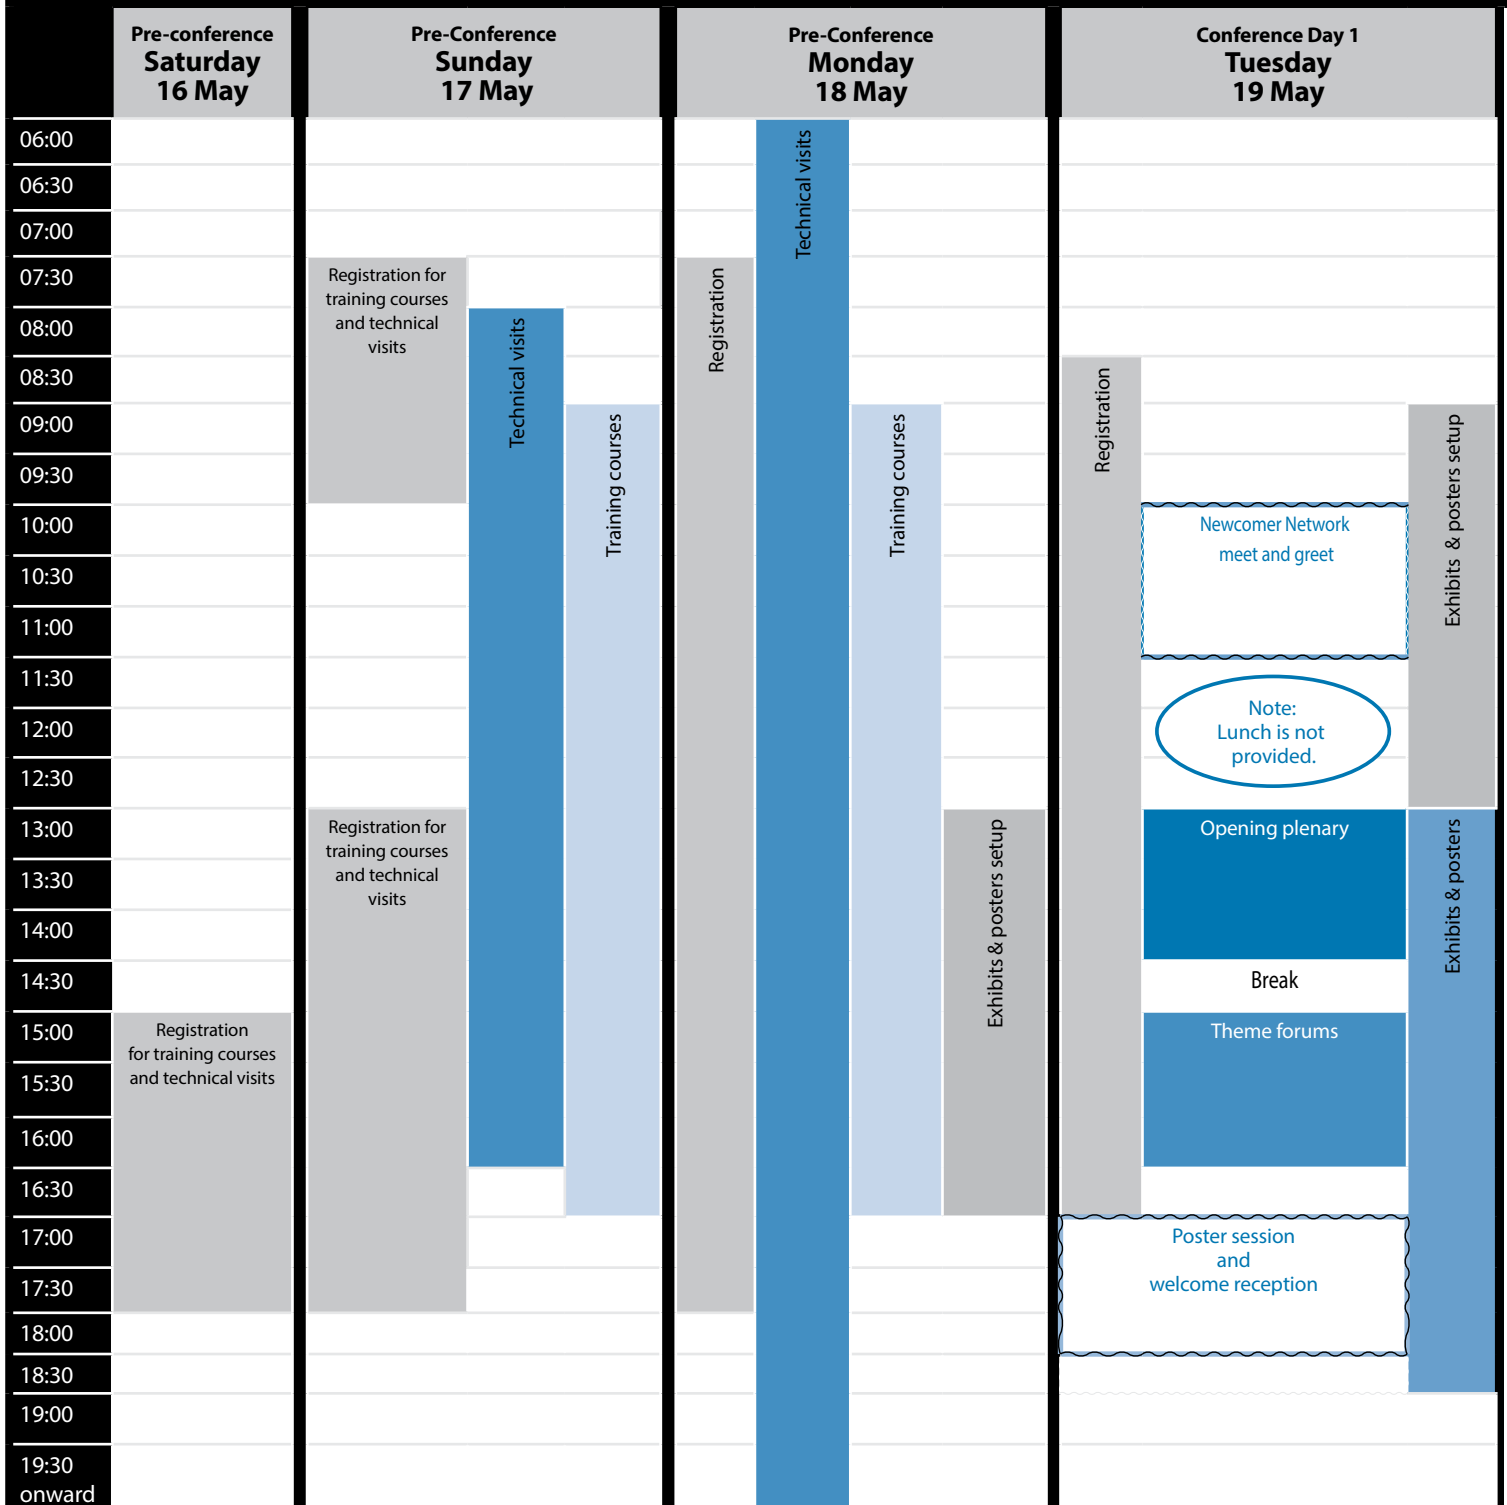 Pre-conference
Saturday
16 May
Pre-Conference
Sunday
17 May
Pre-Conference
Monday
18 May
Conference Day 1
Tuesday
19 May
06:00
06:30
07:00
07:30
08:00
08:30
09:00
09:30
10:00
10:30
11:00
11:30
12:00
12:30
13:00
13:30
14:00
14:30
15:00
15:30
16:00
16:30
17:00
17:30
18:00
18:30
19:00
19:30
onward
Registration
for training courses
and technical visits
Registration for
training courses
and technical
visits
Registration for
training courses
and technical
visits
Technical visits
Training courses
Registration
Technical visits
Training courses
Exhibits & posters setup
Registration
Newcomer Network
meet and greet
Note:
Lunch is not
provided.
Opening plenary
Break
Theme forums
Poster session
and
welcome reception
Exhibits & posters setup
Exhibits & posters